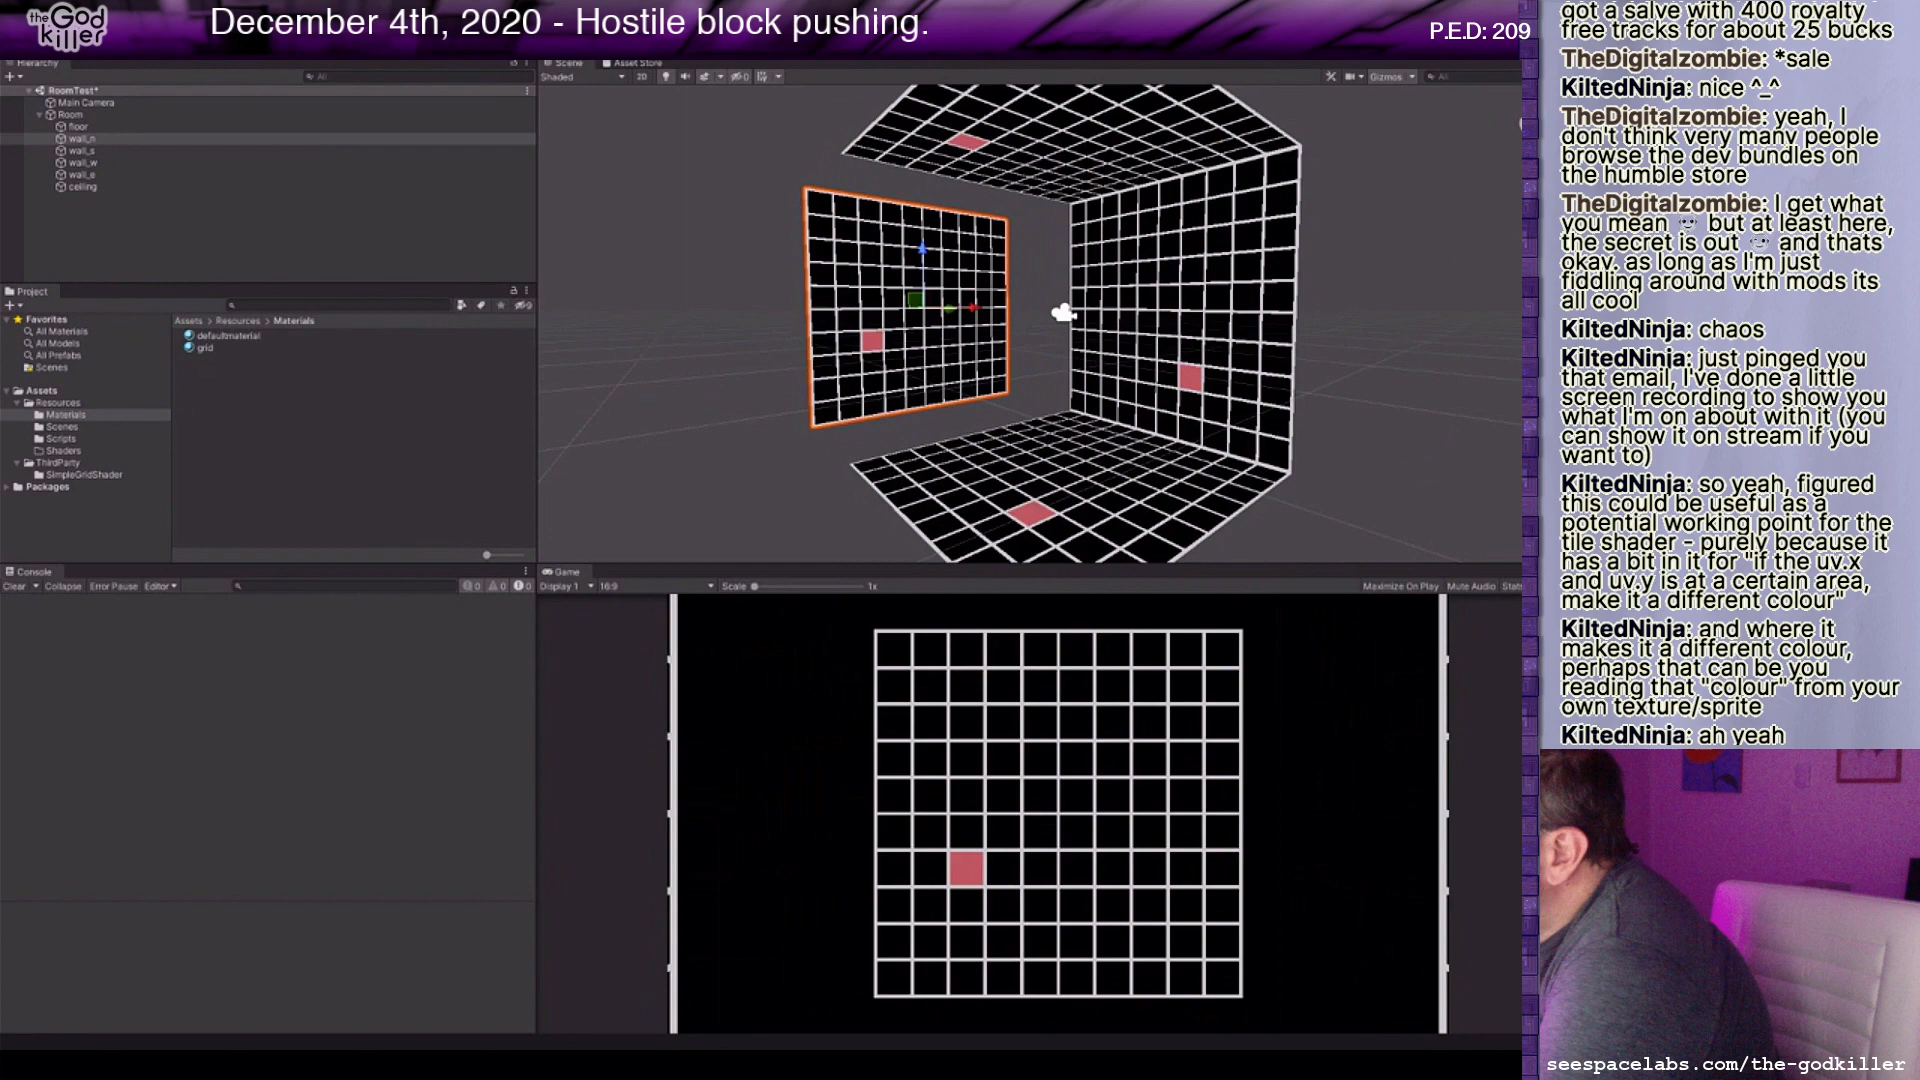 the God killer
December 4th, 2020 - Hostile block pushing.
P.E.D: 209
Hierarchy
All
RoomTest*
Main Camera
Room
floor
wall_n
wall_s
wall_w
wall_e
ceiling
Project
Favorites
All Materials
All Models
All Prefabs
Scenes
Assets
Resources
Materials
Scenes
Scripts
Shaders
ThirdParty
SimpleGridShader
Packages
Assets > Resources > Materials
defaultmaterial
grid
Console
Clear Collapse Error Pause Editor
0 0 0
Scene Asset Store
Shaded 2D 0 Gizmos All
Game
Display 1 16:9 Scale 1x Maximize On Play Mute Audio Stats
got a salve with 400 royalty
free tracks for about 25 bucks
TheDigitalzombie: *sale
KiltedNinja: nice ^_^
TheDigitalzombie: yeah, I
don't think very many people
browse the dev bundles on
the humble store
TheDigitalzombie: I get what
you mean but at least here,
the secret is out and thats
okay. as long as I'm just
fiddling around with mods its
all cool
KiltedNinja: chaos
KiltedNinja: just pinged you
that email, I've done a little
screen recording to show you
what I'm on about with it (you
can show it on stream if you
want to)
KiltedNinja: so yeah, figured
this could be useful as a
potential working point for the
tile shader - purely because it
has a bit in it for "if the uv.x
and uv.y is at a certain area,
make it a different colour"
KiltedNinja: and where it
makes it a different colour,
perhaps that can be you
reading that "colour" from your
own texture/sprite
KiltedNinja: ah yeah
seespacelabs.com/the-godkiller